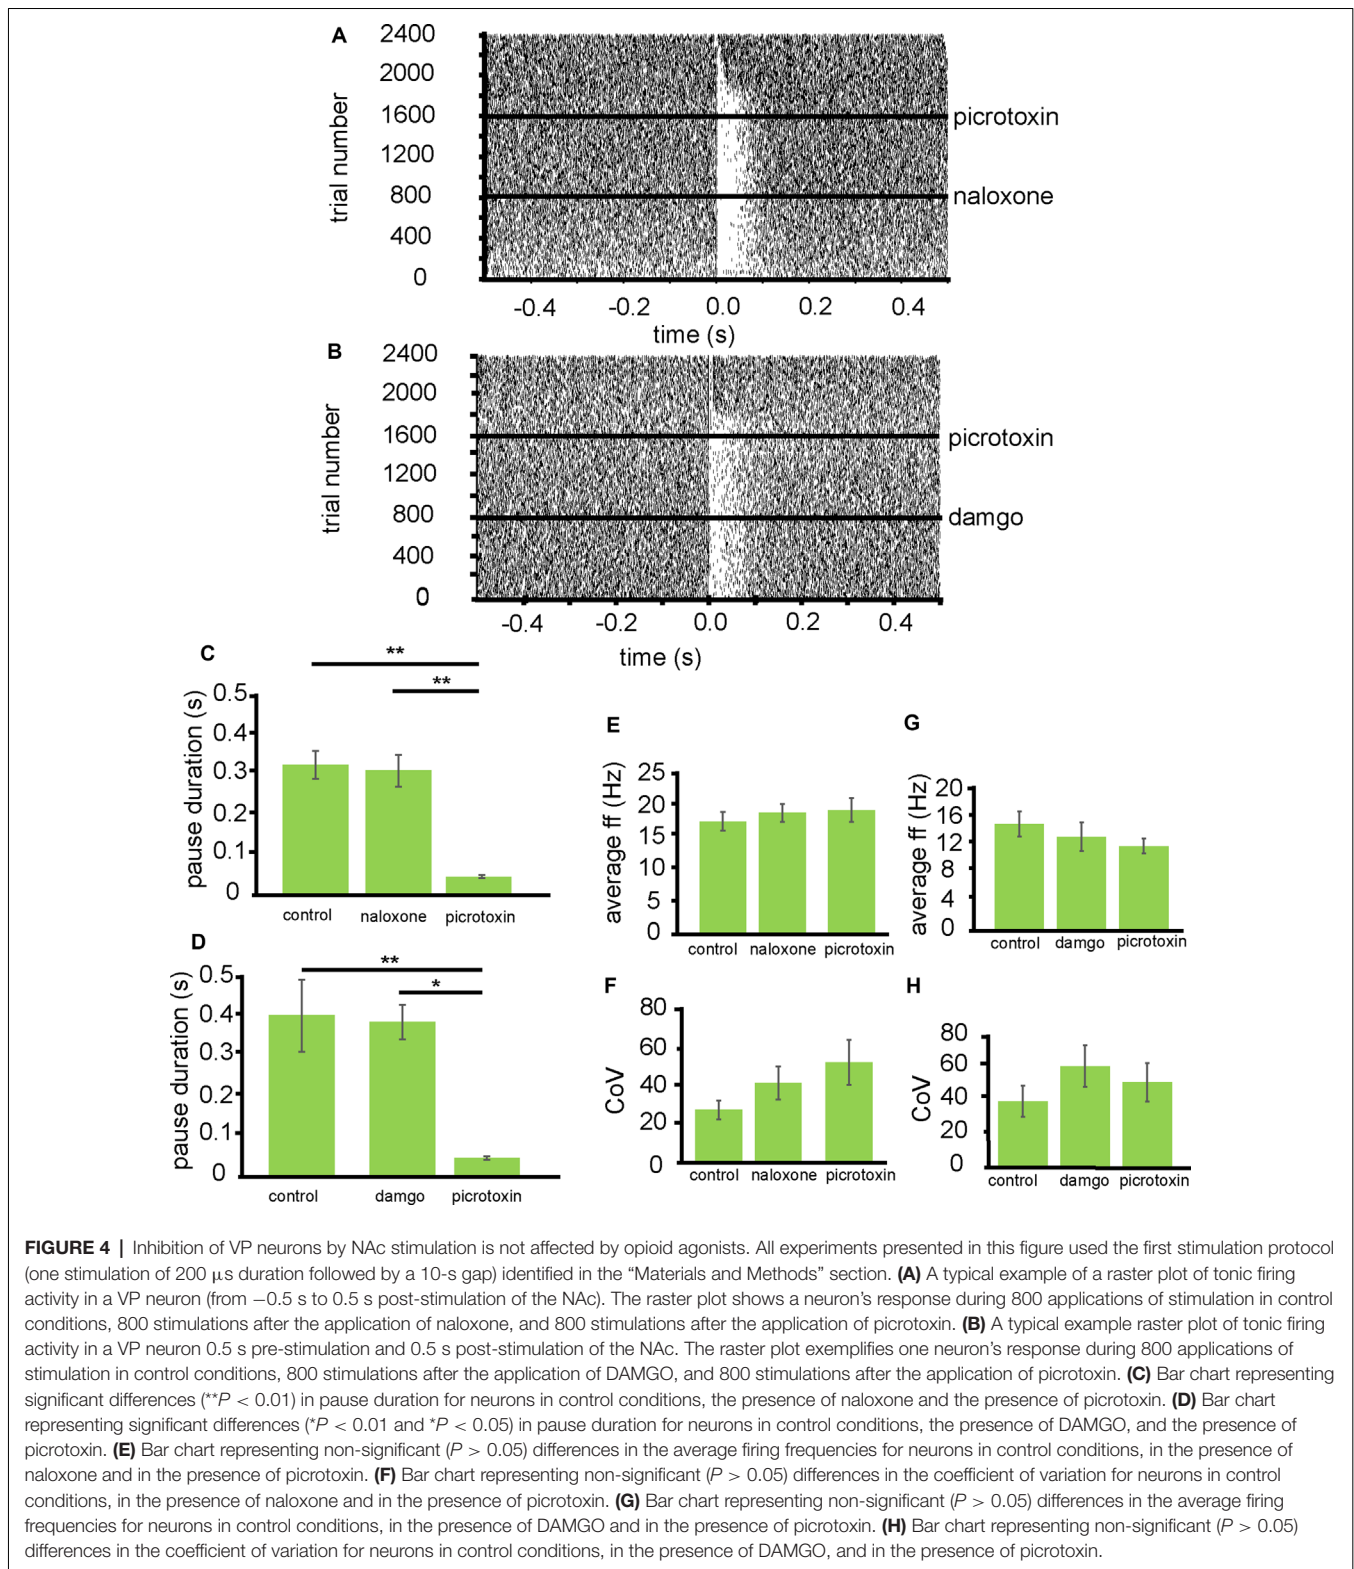 A
2400
2000
1600
1200
800
400
0
trial number
picrotoxin
naloxone
-0.4 -0.2 0.0 0.2 0.4
time (s)
B
2400
2000
1600
1200
800
400
0
trial number
picrotoxin
damgo
-0.4 -0.2 0.0 0.2 0.4
time (s)
C
**
**
0.5
0.4
0.3
0.2
0.1
0
pause duration (s)
control naloxone picrotoxin
D
**
*
0.5
0.4
0.3
0.2
0.1
0
pause duration (s)
control damgo picrotoxin
E
25
20
15
10
5
0
average ff (Hz)
control naloxone picrotoxin
G
20
16
12
8
4
0
average ff (Hz)
control damgo picrotoxin
F
80
60
40
20
0
CoV
control naloxone picrotoxin
H
80
60
40
20
0
CoV
control damgo picrotoxin
FIGURE 4 | Inhibition of VP neurons by NAc stimulation is not affected by opioid agonists. All experiments presented in this figure used the first stimulation protocol
(one stimulation of 200 μs duration followed by a 10-s gap) identified in the “Materials and Methods” section. (A) A typical example of a raster plot of tonic firing
activity in a VP neuron (from −0.5 s to 0.5 s post-stimulation of the NAc). The raster plot shows a neuron’s response during 800 applications of stimulation in control
conditions, 800 stimulations after the application of naloxone, and 800 stimulations after the application of picrotoxin. (B) A typical example raster plot of tonic firing
activity in a VP neuron 0.5 s pre-stimulation and 0.5 s post-stimulation of the NAc. The raster plot exemplifies one neuron’s response during 800 applications of
stimulation in control conditions, 800 stimulations after the application of DAMGO, and 800 stimulations after the application of picrotoxin. (C) Bar chart representing
significant differences (**P < 0.01) in pause duration for neurons in control conditions, the presence of naloxone and the presence of picrotoxin. (D) Bar chart
representing significant differences (*P < 0.01 and *P < 0.05) in pause duration for neurons in control conditions, the presence of DAMGO, and the presence of
picrotoxin. (E) Bar chart representing non-significant (P > 0.05) differences in the average firing frequencies for neurons in control conditions, in the presence of
naloxone and in the presence of picrotoxin. (F) Bar chart representing non-significant (P > 0.05) differences in the coefficient of variation for neurons in control
conditions, in the presence of naloxone and in the presence of picrotoxin. (G) Bar chart representing non-significant (P > 0.05) differences in the average firing
frequencies for neurons in control conditions, in the presence of DAMGO and in the presence of picrotoxin. (H) Bar chart representing non-significant (P > 0.05)
differences in the coefficient of variation for neurons in control conditions, in the presence of DAMGO, and in the presence of picrotoxin.